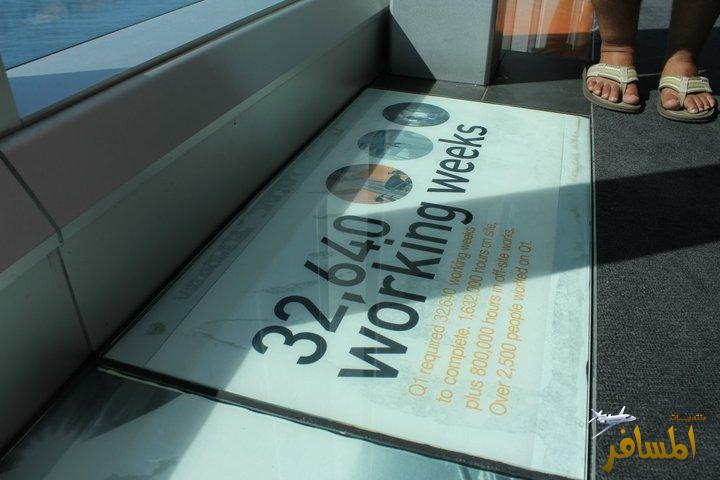 32,640
working weeks
Q1 required 32,640 working weeks
to complete. 1,632,000 hours on site,
plus 800,000 hours in off-site works.
Over 2,500 people worked on Q1.
منتديات
المسافر